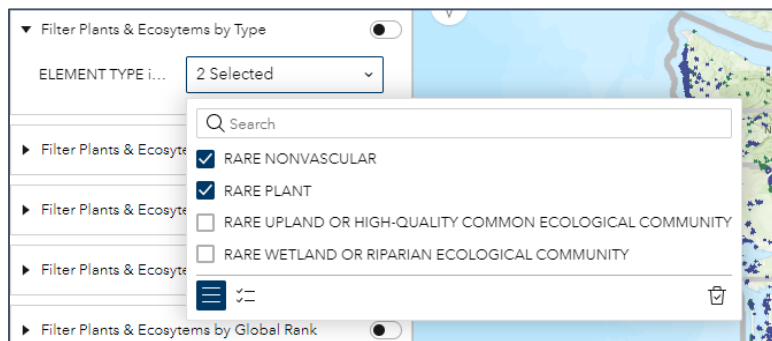 Filter Plants & Ecosytems by Type
ELEMENT TYPE i...
2 Selected
Search
RARE NONVASCULAR
RARE PLANT
RARE UPLAND OR HIGH-QUALITY COMMON ECOLOGICAL COMMUNITY
RARE WETLAND OR RIPARIAN ECOLOGICAL COMMUNITY
Filter Plants & Ecosyte
Filter Plants & Ecosyte
Filter Plants & Ecosyte
Filter Plants & Ecosytems by Global Rank